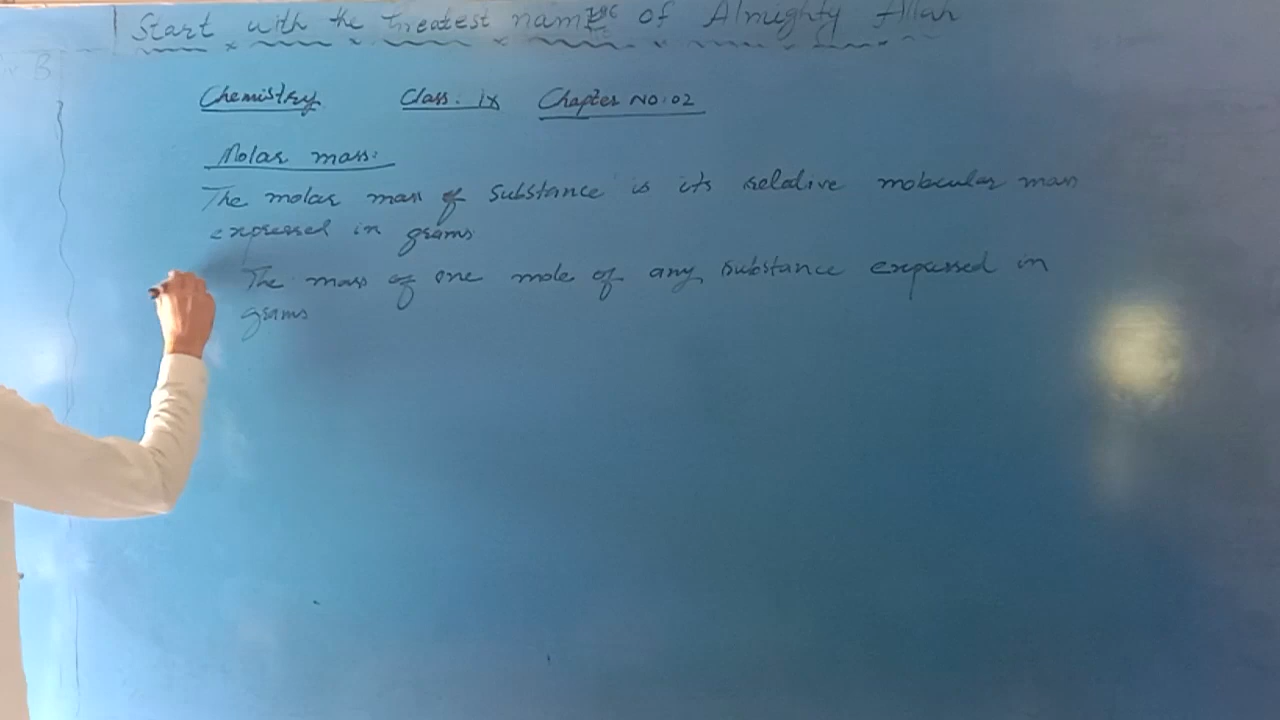 Start with the Greatest name of Almighty Allah
B
Chemistry Class: IX Chapter No: 02
Molar mass:
The molar mass of substance is its relative molecular mass
expressed in grams
The mass of one mole of any substance expressed in
grams